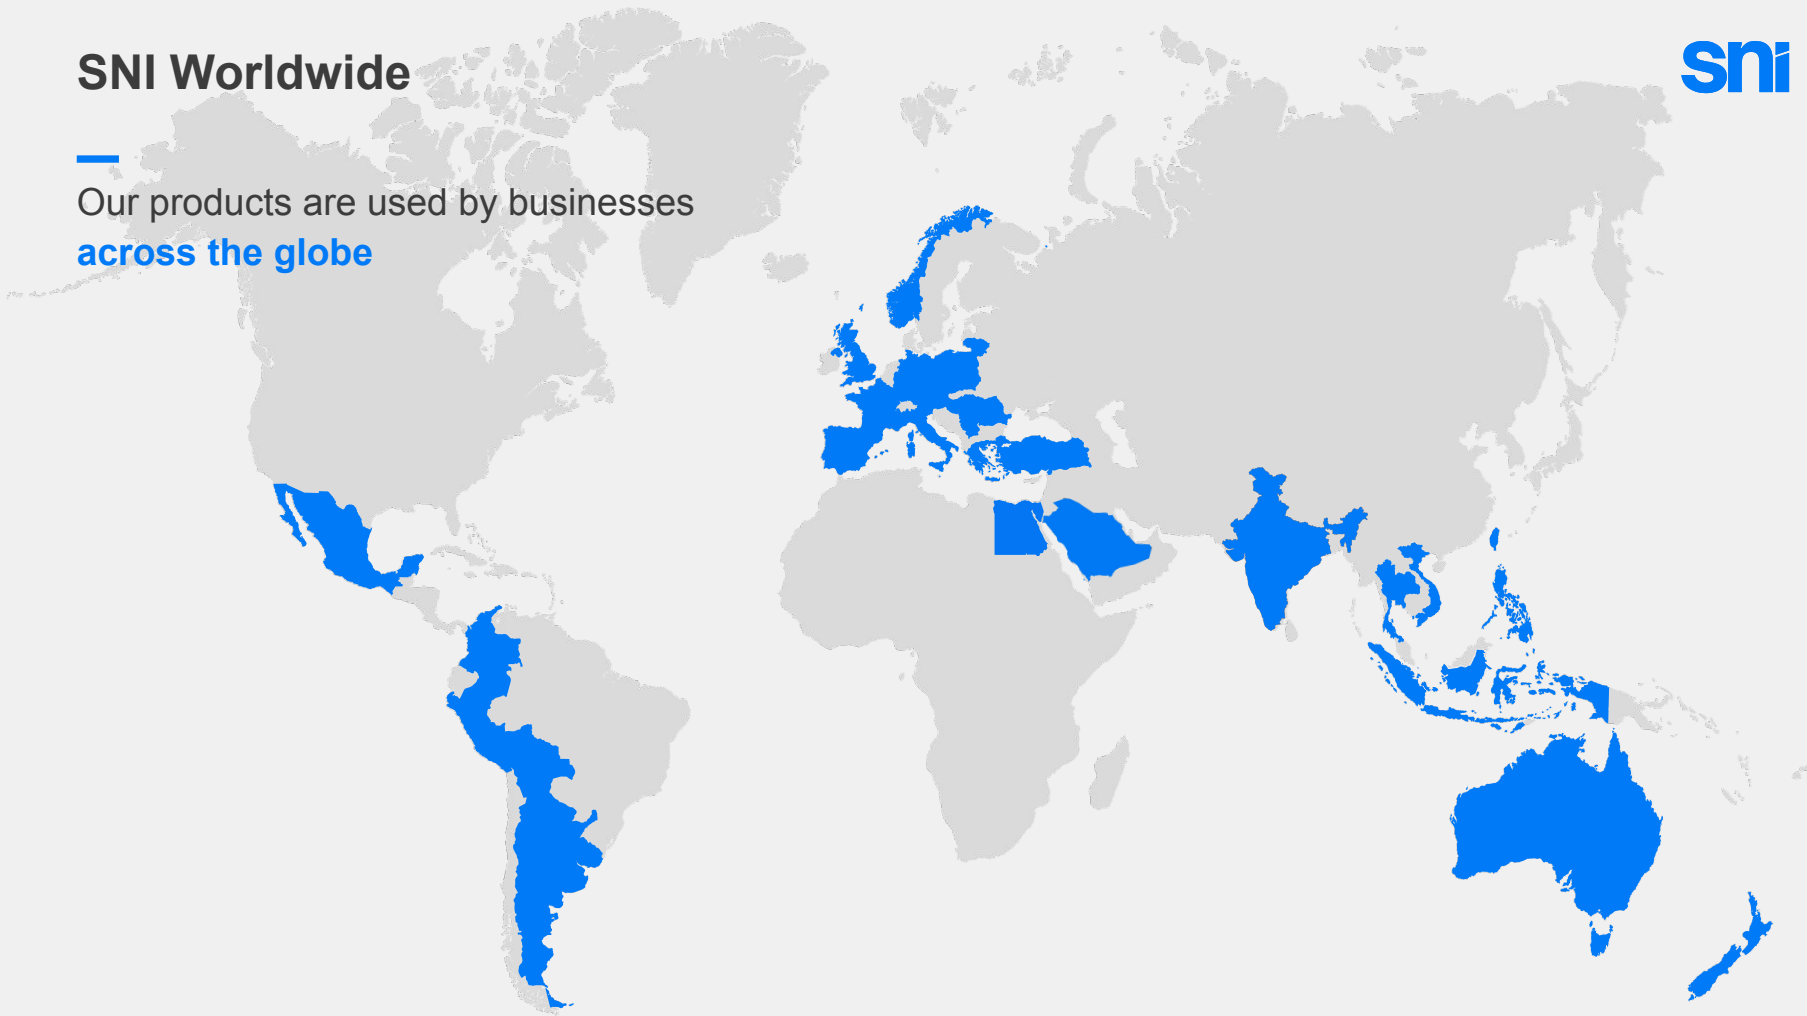 SNI Worldwide
sni
Our products are used by businesses
across the globe